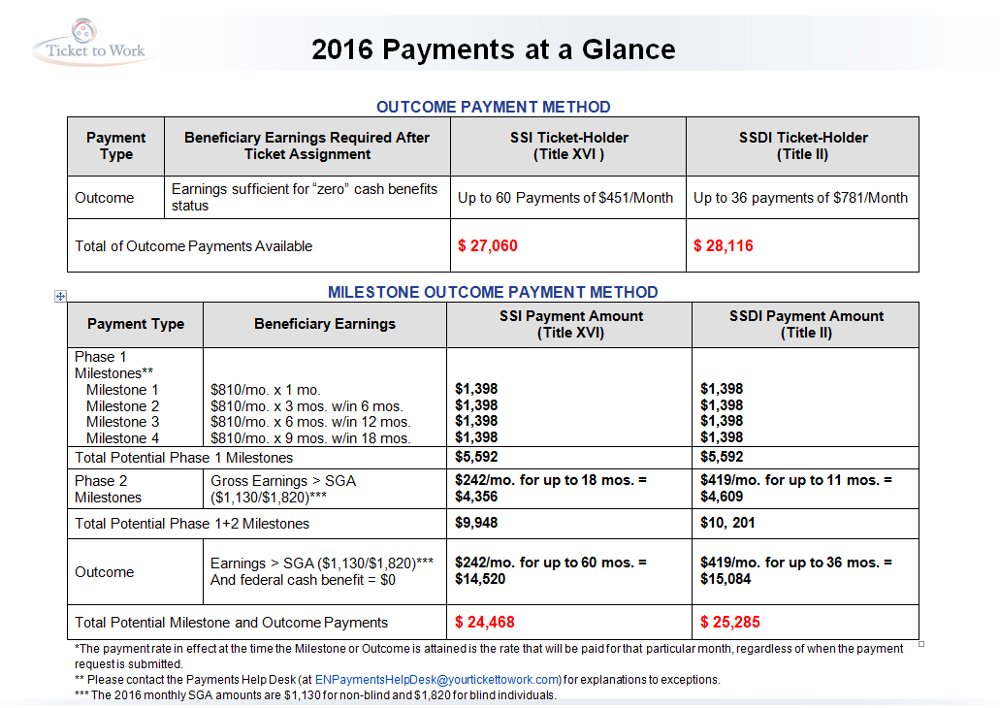 Ticket to Work
2016 Payments at a Glance
OUTCOME PAYMENT METHOD
Payment
Type
Beneficiary Earnings Required After
Ticket Assignment
SSI Ticket-Holder
(Title XVI )
SSDI Ticket-Holder
(Title II)
Outcome
Earnings sufficient for “zero” cash benefits
status
Up to 60 Payments of $451/Month
Up to 36 payments of $781/Month
Total of Outcome Payments Available
$ 27,060
$ 28,116
MILESTONE OUTCOME PAYMENT METHOD
Payment Type
Beneficiary Earnings
SSI Payment Amount
(Title XVI)
SSDI Payment Amount
(Title II)
Phase 1
Milestones**
Milestone 1 $810/mo. x 1 mo. $1,398 $1,398
Milestone 2 $810/mo. x 3 mos. w/in 6 mos. $1,398 $1,398
Milestone 3 $810/mo. x 6 mos. w/in 12 mos. $1,398 $1,398
Milestone 4 $810/mo. x 9 mos. w/in 18 mos. $1,398 $1,398
Total Potential Phase 1 Milestones $5,592 $5,592
Phase 2
Milestones
Gross Earnings > SGA
($1,130/$1,820)***
$242/mo. for up to 18 mos. =
$4,356
$419/mo. for up to 11 mos. =
$4,609
Total Potential Phase 1+2 Milestones $9,948 $10, 201
Outcome
Earnings > SGA ($1,130/$1,820)***
And federal cash benefit = $0
$242/mo. for up to 60 mos. =
$14,520
$419/mo. for up to 36 mos. =
$15,084
Total Potential Milestone and Outcome Payments $ 24,468 $ 25,285
*The payment rate in effect at the time the Milestone or Outcome is attained is the rate that will be paid for that particular month, regardless of when the payment
request is submitted.
** Please contact the Payments Help Desk (at ENPaymentsHelpDesk@yourtickettowork.com) for explanations to exceptions.
*** The 2016 monthly SGA amounts are $1,130 for non-blind and $1,820 for blind individuals.